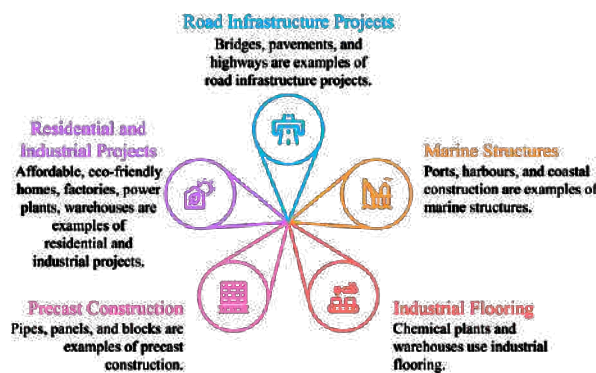 Road Infrastructure Projects
Bridges, pavements, and
highways are examples of
road infrastructure projects.
Residential and
Industrial Projects
Affordable, eco-friendly
homes, factories, power
plants, warehouses are
examples of
residential and
industrial projects.
Marine Structures
Ports, harbours, and coastal
construction are examples of
marine structures.
Precast Construction
Pipes, panels, and blocks are
examples of precast
construction.
Industrial Flooring
Chemical plants and
warehouses use industrial
flooring.